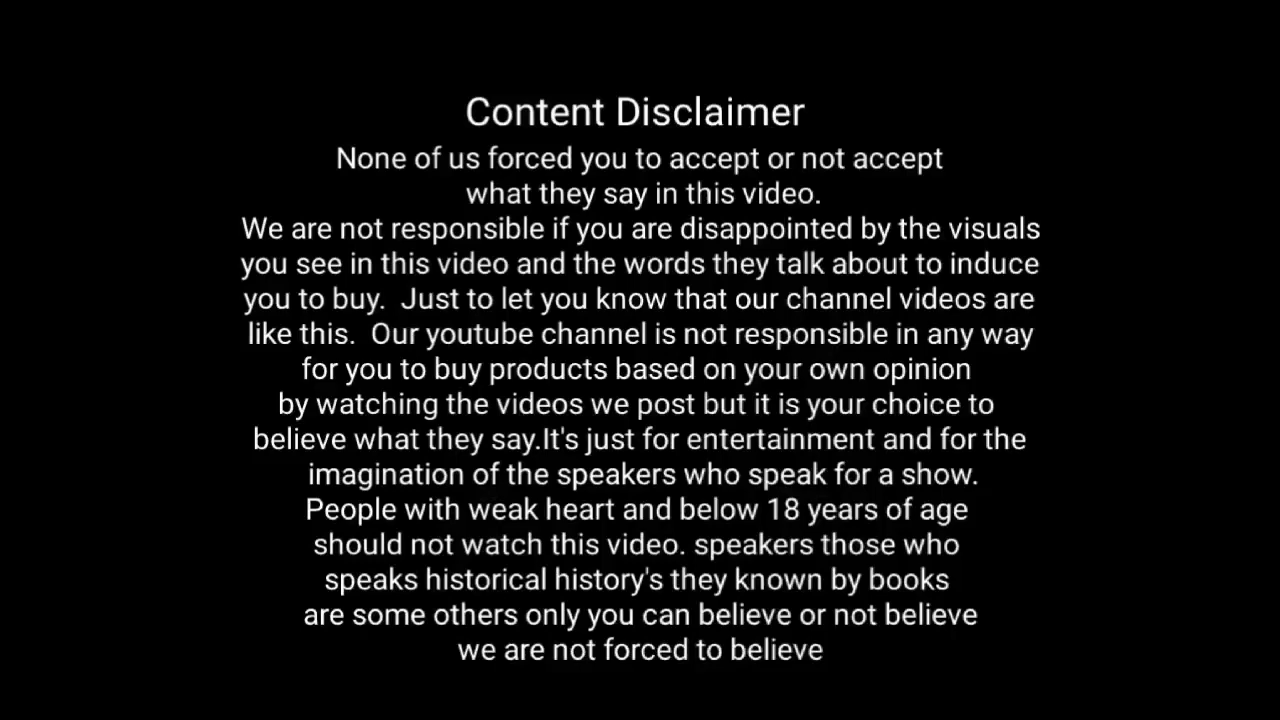 Content Disclaimer
None of us forced you to accept or not accept
what they say in this video.
We are not responsible if you are disappointed by the visuals
you see in this video and the words they talk about to induce
you to buy.  Just to let you know that our channel videos are
like this.  Our youtube channel is not responsible in any way
for you to buy products based on your own opinion
by watching the videos we post but it is your choice to
believe what they say.It's just for entertainment and for the
imagination of the speakers who speak for a show.
People with weak heart and below 18 years of age
should not watch this video. speakers those who
speaks historical history's they known by books
are some others only you can believe or not believe
we are not forced to believe